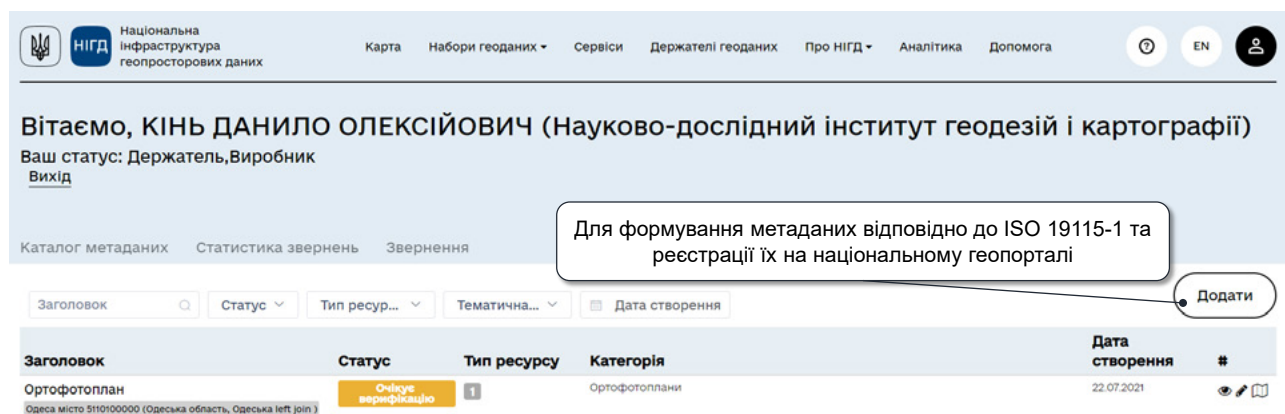 НІГД
Національна
інфраструктура
геопросторових даних
Карта Набори геоданих Сервіси Держателі геоданих Про НІГД Аналітика Допомога ? EN
Вітаємо, КІНЬ ДАНИЛО ОЛЕКСІЙОВИЧ (Науково-дослідний інститут геодезій і картографії)
Ваш статус: Держатель,Виробник
Вихід
Для формування метаданих відповідно до ISO 19115-1 та
реєстрації їх на національному геопорталі
Каталог метаданих Статистика звернень Звернення
Заголовок Статус Тип ресур... Тематична... Дата створення Додати
Заголовок Статус Тип ресурсу Категорія Дата створення #
Ортофотоплан Очікує верифікацію 1 Ортофотоплани 22.07.2021
Одеса місто 5110100000 (Одеська область, Одеська left join )